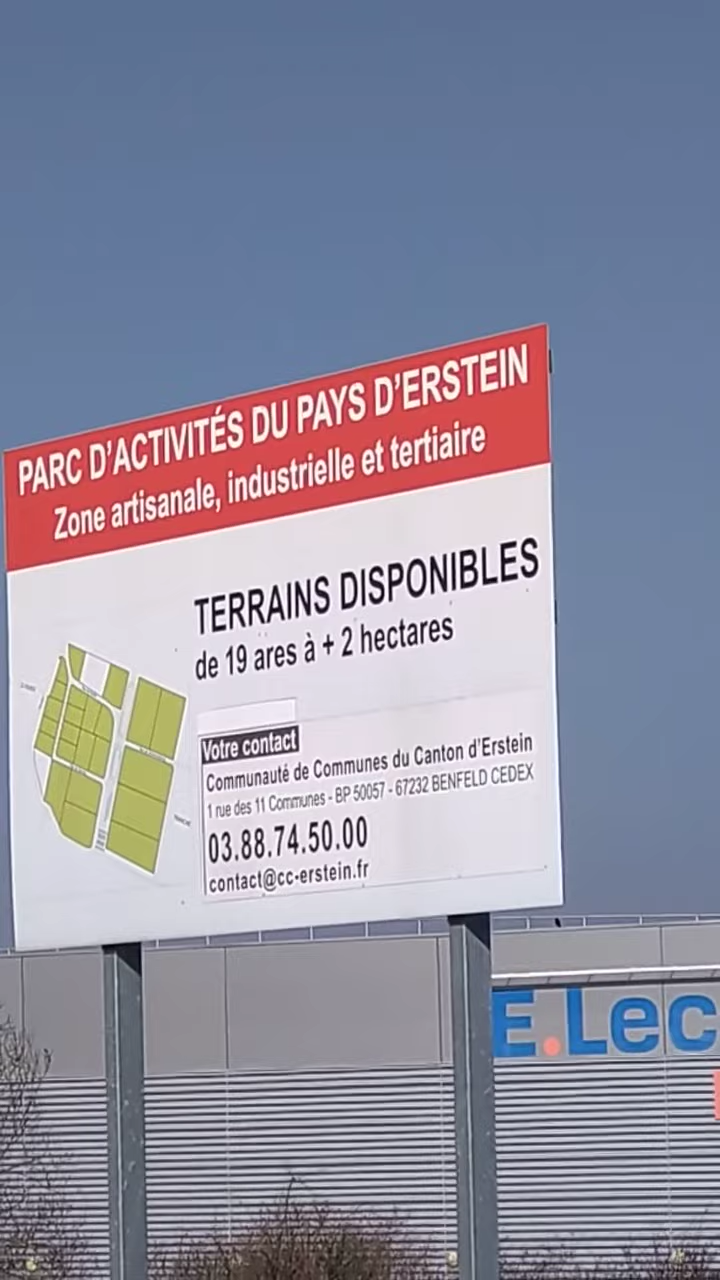 PARC D'ACTIVITÉS DU PAYS D'ERSTEIN
Zone artisanale, industrielle et tertiaire
TERRAINS DISPONIBLES
de 19 ares à + 2 hectares
Votre contact
Communauté de Communes du Canton d'Erstein
1 rue des 11 Communes - BP 50057 - 67232 BENFELD CEDEX
03.88.74.50.00
contact@cc-erstein.fr
E.Lec